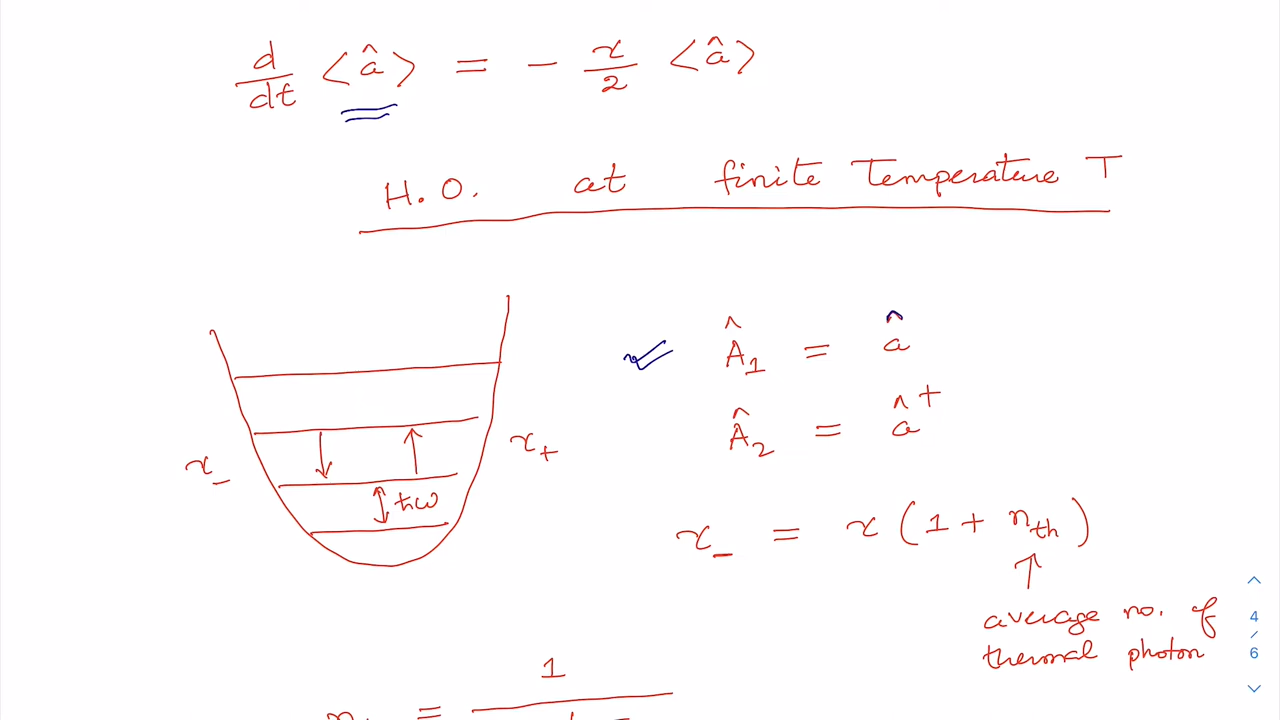 d/dt ⟨â⟩ = - x/2 ⟨â⟩
H.O. at finite Temperature T
Â₁ = â
Â₂ = â†
x₋
x₊
ħω
x₋ = x (1 + n_th)
↑
average no. of
thermal photon
1
=
4
/
6